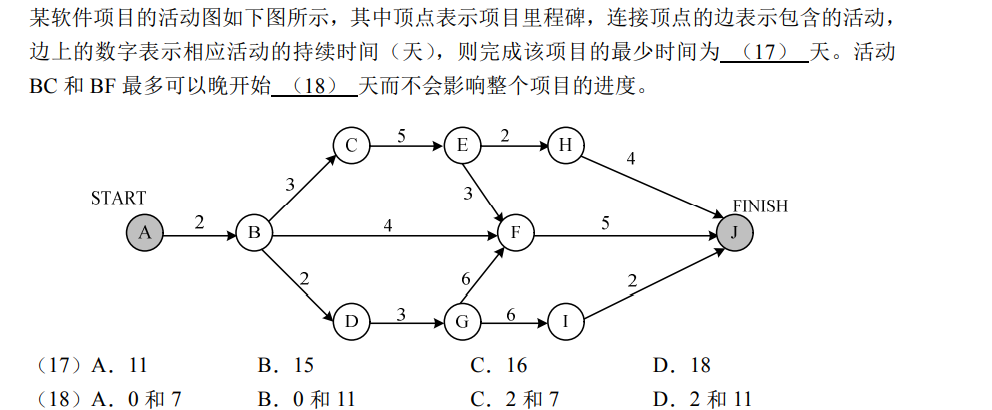 某软件项目的活动图如下图所示，其中顶点表示项目里程碑，连接顶点的边表示包含的活动，
边上的数字表示相应活动的持续时间（天），则完成该项目的最少时间为 （17） 天。活动
BC 和 BF 最多可以晚开始 （18） 天而不会影响整个项目的进度。
C 5 E 2 H
3 3 4
START FINISH
A 2 B 4 F 5 J
2 6 2
D 3 G 6 I
（17）A．11 B．15 C．16 D．18
（18）A．0 和 7 B．0 和 11 C．2 和 7 D．2 和 11